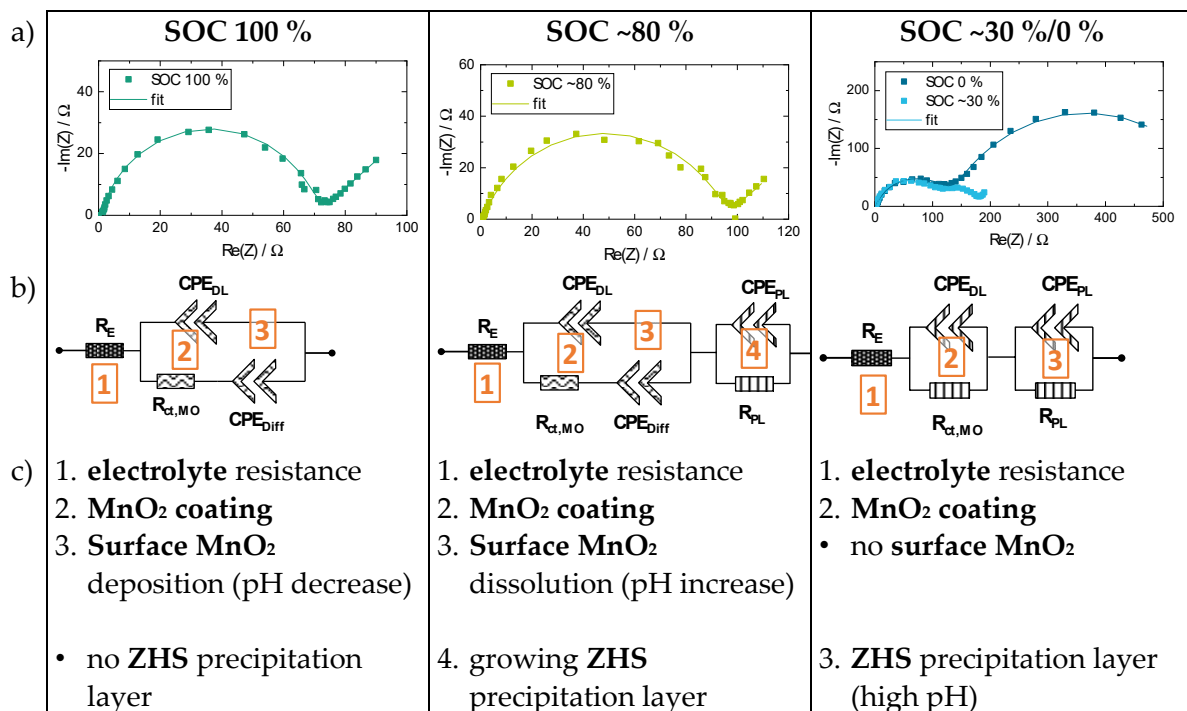 a)
SOC 100 %
SOC ~80 %
SOC ~30 %/0 %
-Im(Z) / Ω
50
25
0
SOC 100 %
fit
0 20 40 60 80 100
Re(Z) / Ω
-Im(Z) / Ω
60
40
20
0
SOC ~80 %
fit
0 20 40 60 80 100 120
Re(Z) / Ω
-Im(Z) / Ω
250
200
150
100
50
0
SOC 0 %
SOC ~30 %
fit
0 100 200 300 400 500
Re(Z) / Ω
b)
CPE_DL
R_E
1
2
3
R_ct,MO
CPE_Diff
CPE_DL
CPE_PL
R_E
1
2
3
4
R_ct,MO
CPE_Diff
R_PL
CPE_DL
CPE_PL
R_E
1
2
3
R_ct,MO
R_PL
c)
1. electrolyte resistance
2. MnO₂ coating
3. Surface MnO₂
deposition (pH decrease)
• no ZHS precipitation
layer
1. electrolyte resistance
2. MnO₂ coating
3. Surface MnO₂
dissolution (pH increase)
4. growing ZHS
precipitation layer
1. electrolyte resistance
2. MnO₂ coating
• no surface MnO₂
3. ZHS precipitation layer
(high pH)